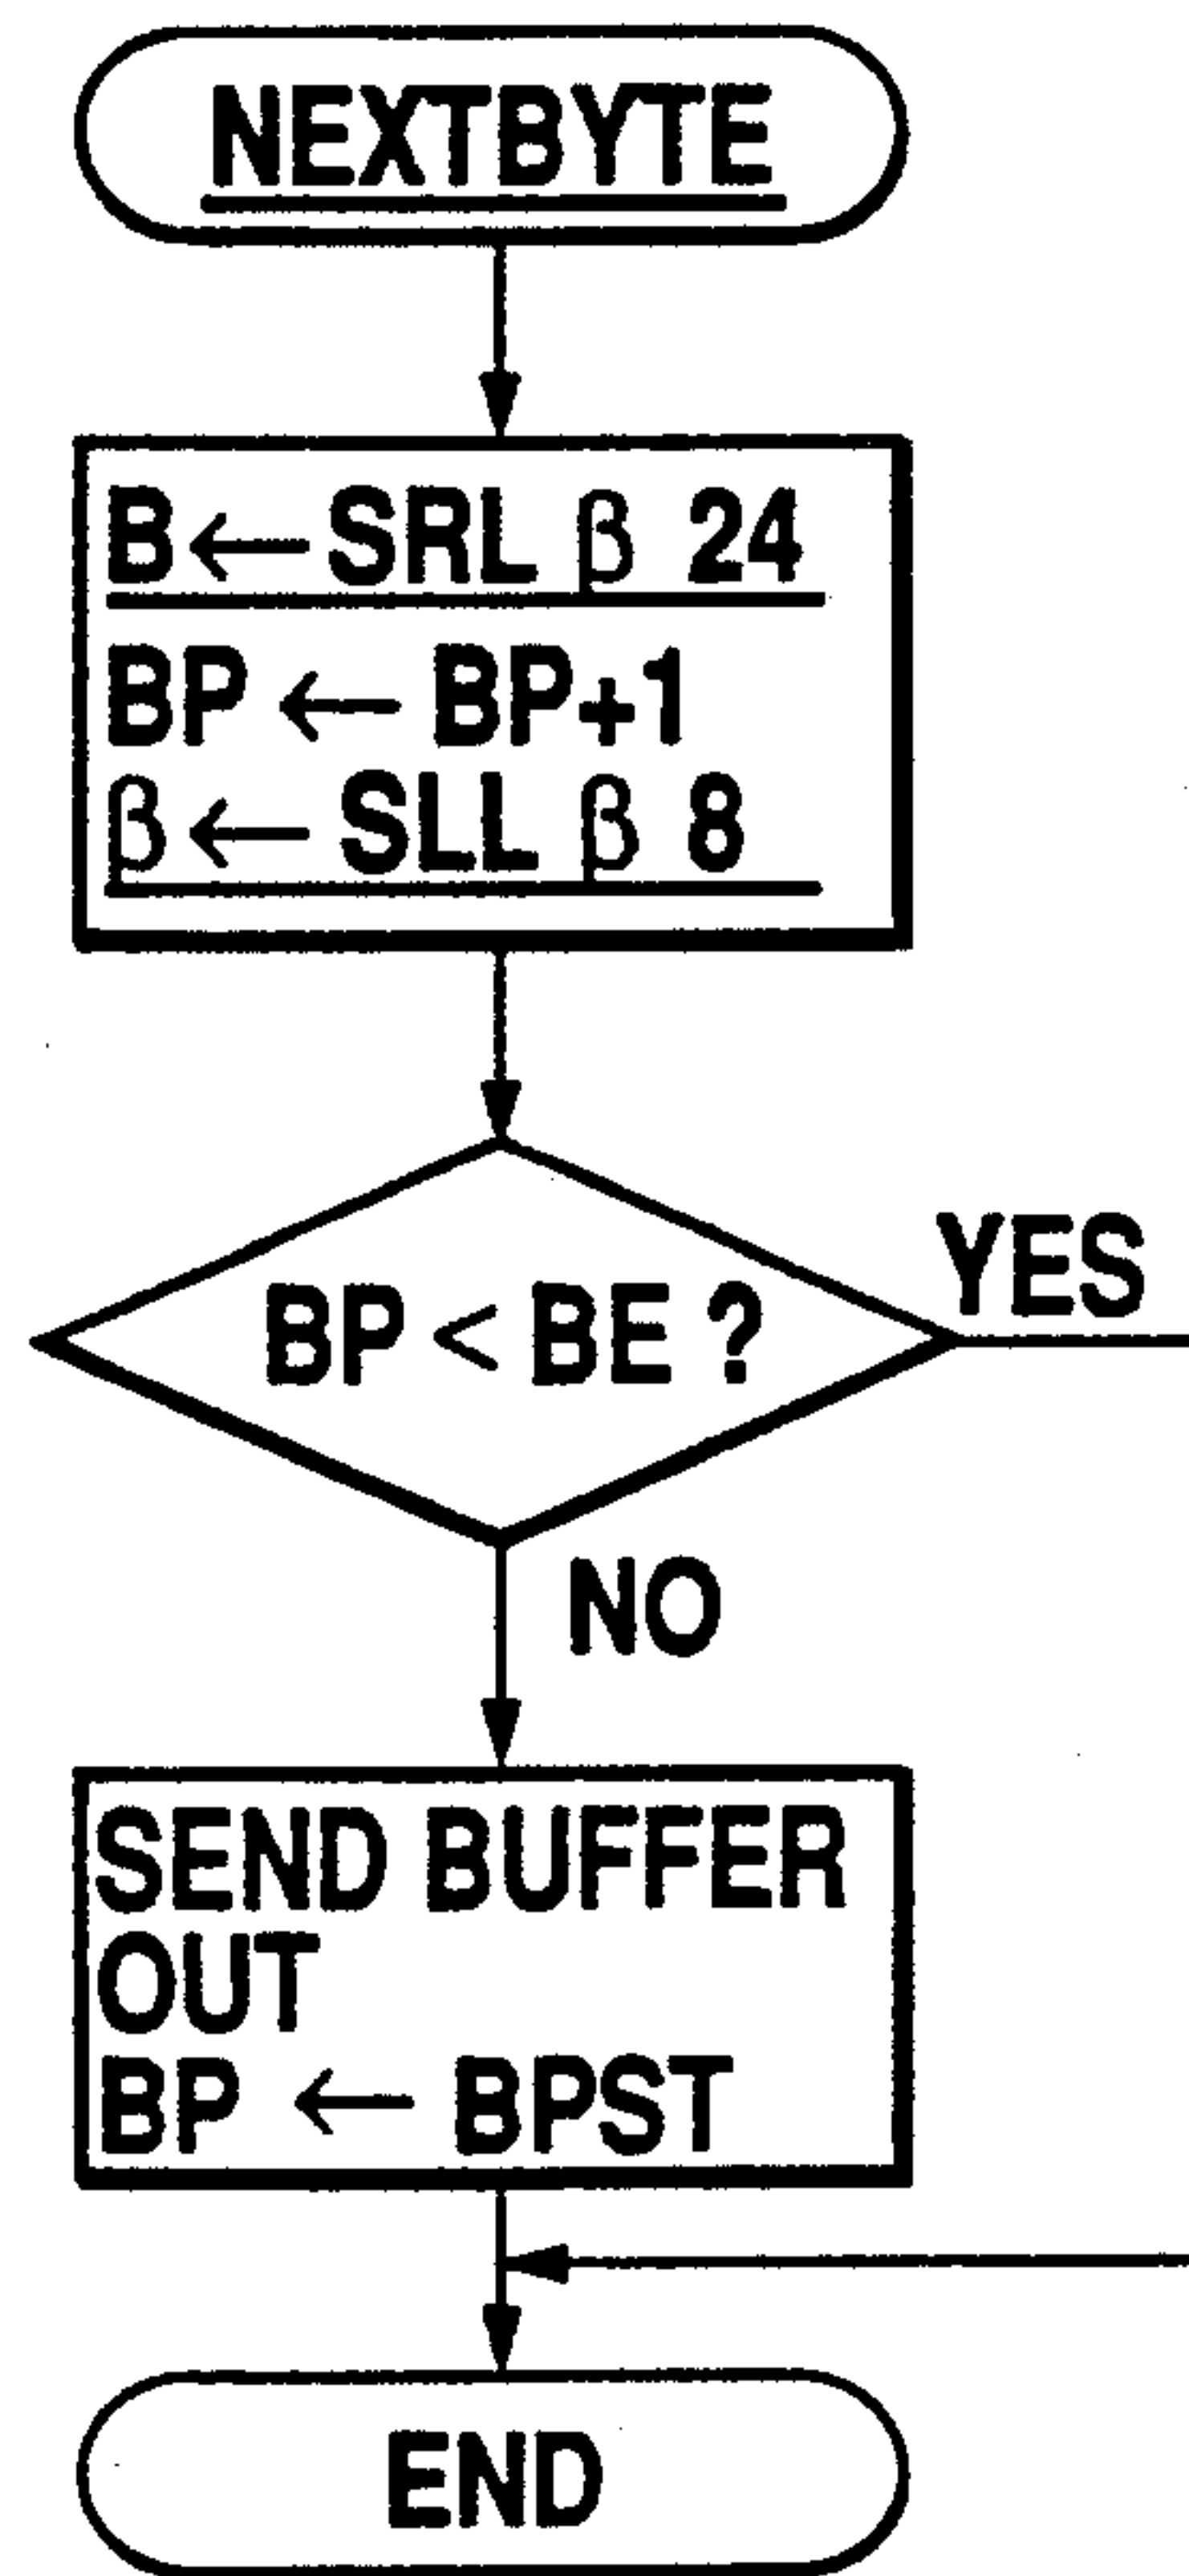 NEXTBYTE
B ← SRL β 24
BP ← BP+1
β ← SLL β 8
BP < BE ?
YES
NO
SEND BUFFER
OUT
BP ← BPST
END